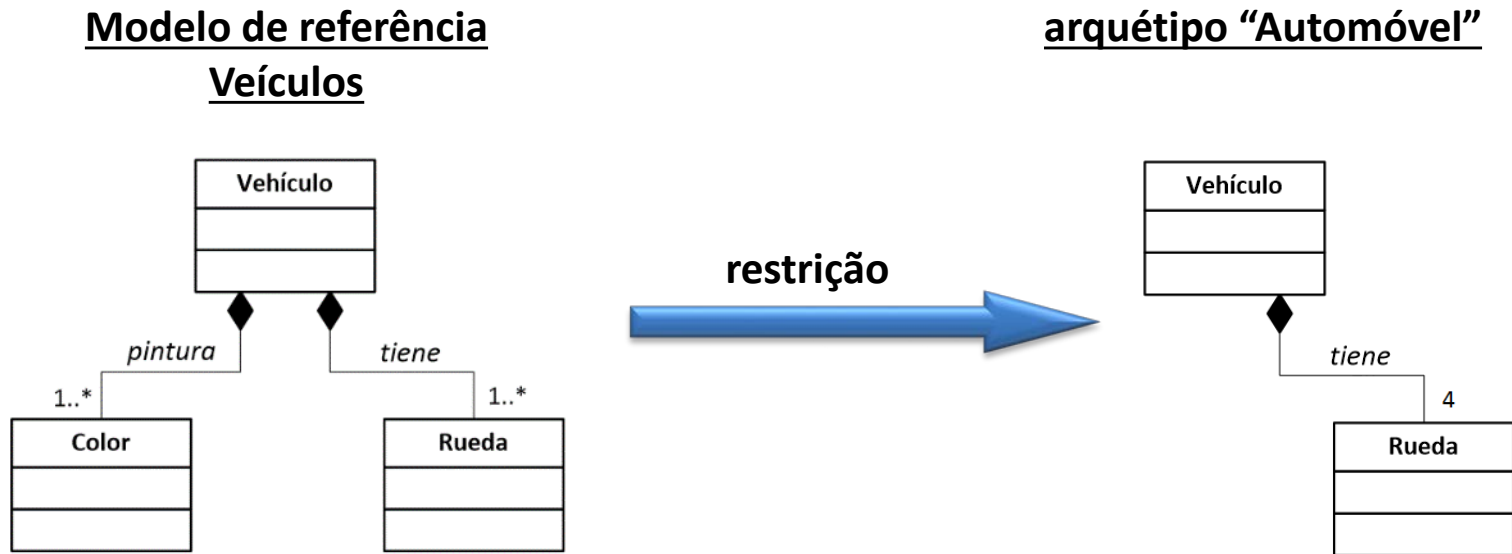 Modelo de referência
Veículos
arquétipo “Automóvel”
Vehículo
pintura
tiene
1..*
1..*
Color
Rueda
restrição
Vehículo
tiene
4
Rueda